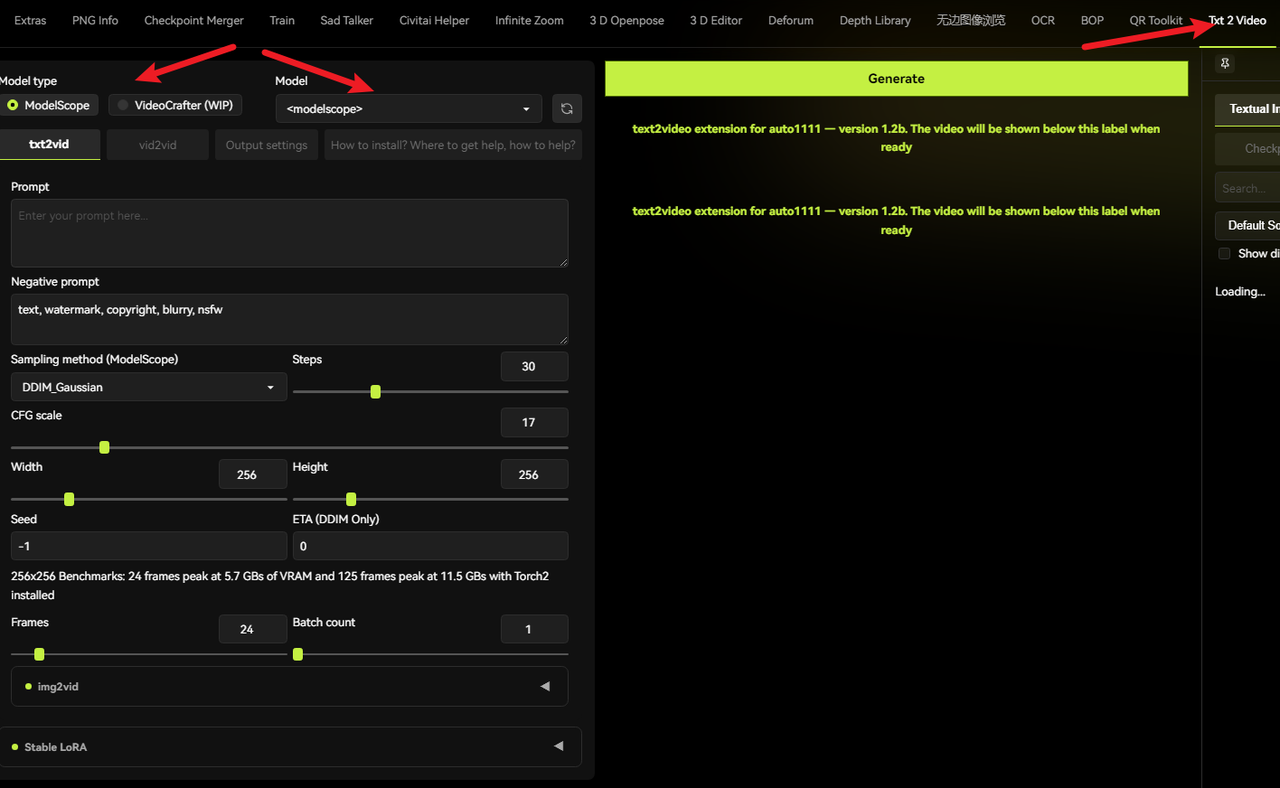 Extras PNG Info Checkpoint Merger Train Sad Talker Civitai Helper Infinite Zoom 3 D Openpose 3 D Editor Deforum Depth Library 无边图像浏览 OCR BOP QR Toolkit Txt 2 Video
Model type
Model
ModelScope
VideoCrafter (WIP)
<modelscope>
txt2vid vid2vid Output settings How to install? Where to get help, how to help?
Prompt
Enter your prompt here...
Negative prompt
text, watermark, copyright, blurry, nsfw
Sampling method (ModelScope)
DDIM_Gaussian
Steps
30
CFG scale
17
Width
256
Height
256
Seed
-1
ETA (DDIM Only)
0
256x256 Benchmarks: 24 frames peak at 5.7 GBs of VRAM and 125 frames peak at 11.5 GBs with Torch2
installed
Frames
24
Batch count
1
img2vid
Stable LoRA
Generate
text2video extension for auto1111 — version 1.2b. The video will be shown below this label when
ready
text2video extension for auto1111 — version 1.2b. The video will be shown below this label when
ready
Textual In
Checkp
Search...
Default So
Show di
Loading...